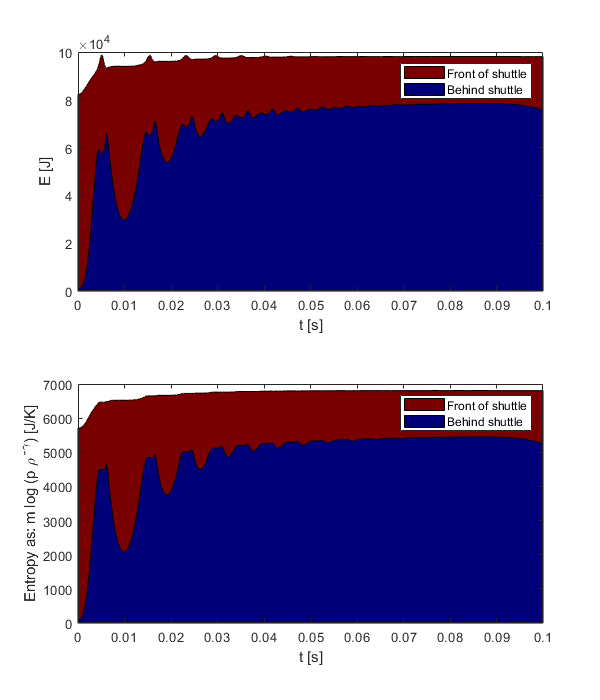 ×10⁴
10
8
6
4
2
0
E [J]
Front of shuttle
Behind shuttle
0 0.01 0.02 0.03 0.04 0.05 0.06 0.07 0.08 0.09 0.1
t [s]
7000
6000
5000
4000
3000
2000
1000
0
Entropy as: m log (p ρ^-γ) [J/K]
Front of shuttle
Behind shuttle
0 0.01 0.02 0.03 0.04 0.05 0.06 0.07 0.08 0.09 0.1
t [s]